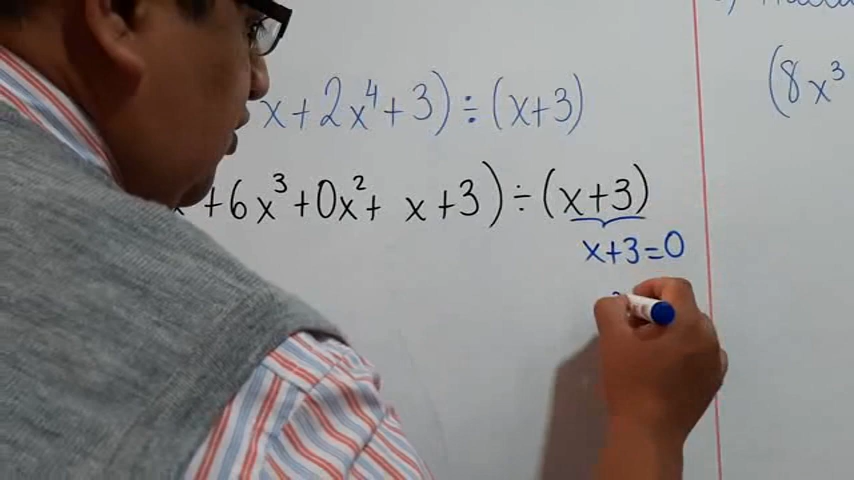 x+2x⁴+3)÷(x+3)
+6x³+0x²+ x+3)÷(x+3)
x+3=0
(8x³